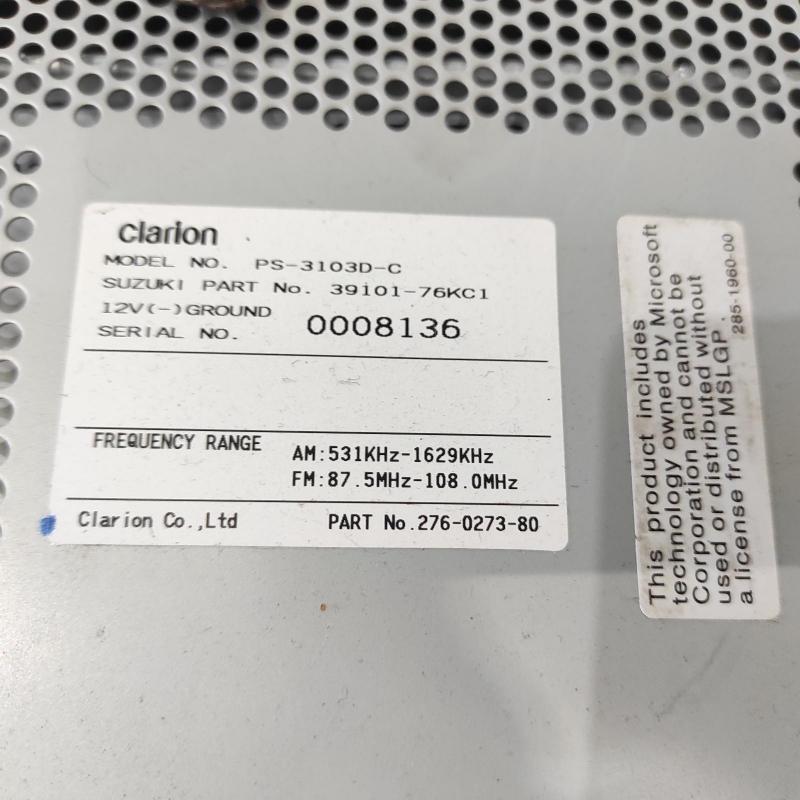 clarion
MODEL NO. PS-3103D-C
SUZUKI PART No. 39101-76KC1
12V(-)GROUND
SERIAL NO. 0008136
FREQUENCY RANGE AM:531KHz-1629KHz
FM:87.5MHz-108.0MHz
Clarion Co.,Ltd PART No.276-0273-80
This product includes
technology owned by Microsoft
Corporation and cannot be
used or distributed without
a license from MSLGP.
285-1960-00